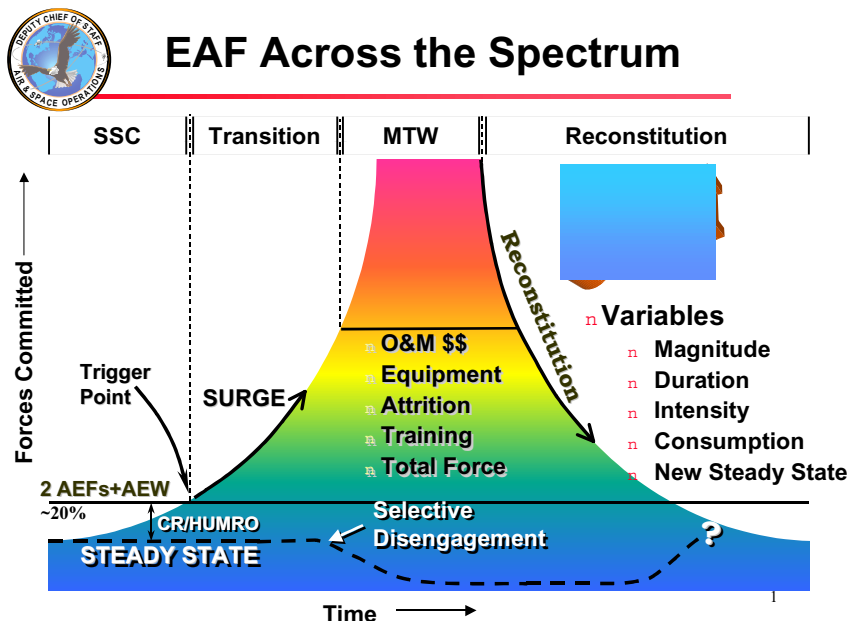 DEPUTY CHIEF OF STAFF
AIR & SPACE OPERATIONS
EAF Across the Spectrum
SSC
Transition
MTW
Reconstitution
Forces Committed
Trigger
Point
SURGE
Reconstitution
n O&M $$
n Equipment
n Attrition
n Training
n Total Force
n Variables
n Magnitude
n Duration
n Intensity
n Consumption
n New Steady State
2 AEFs+AEW
~20%
CR/HUMRO
STEADY STATE
Selective
Disengagement
?
Time
1